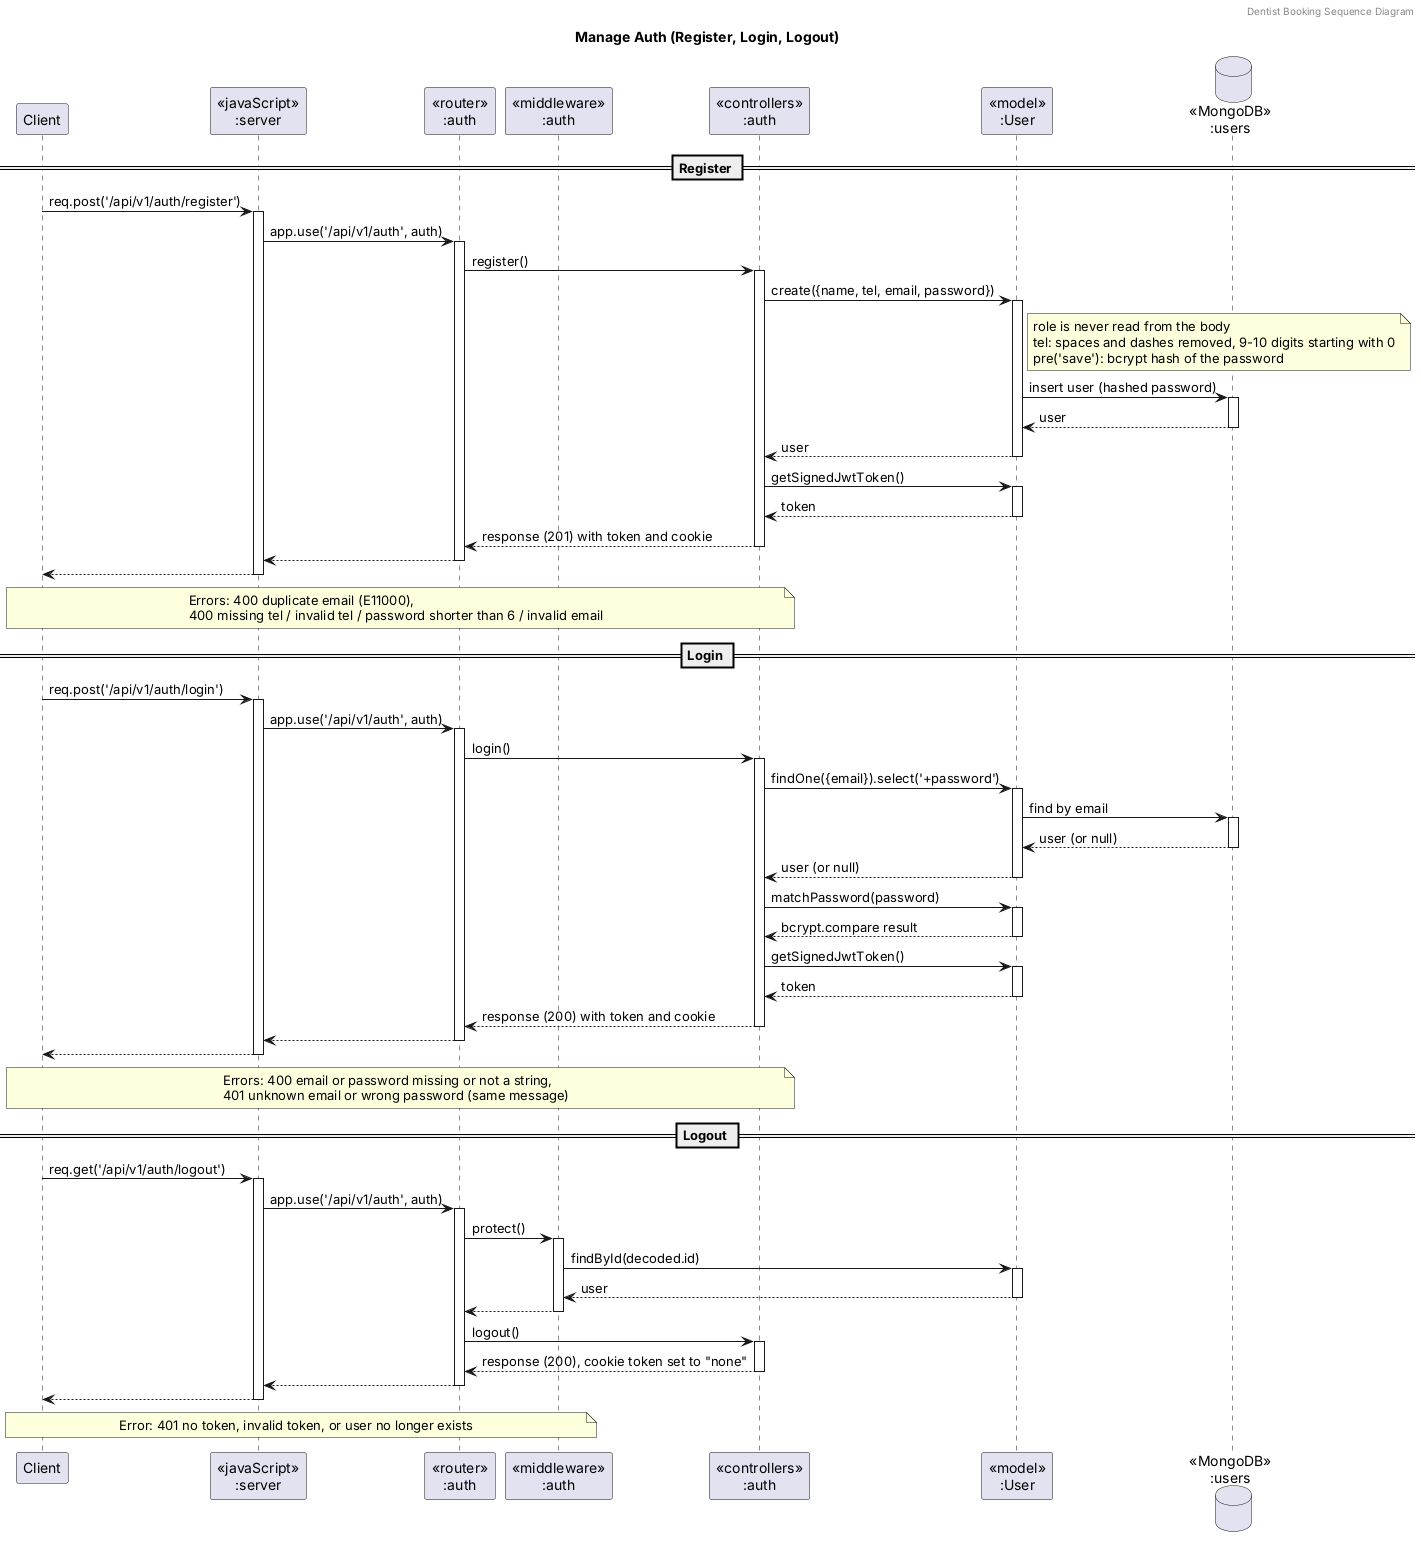 Dentist Booking Sequence Diagram
Manage Auth (Register, Login, Logout)
Client
«javaScript»
:server
«router»
:auth
«middleware»
:auth
«controllers»
:auth
«model»
:User
«MongoDB»
:users
Register
req.post('/api/v1/auth/register')
app.use('/api/v1/auth', auth)
register()
create({name, tel, email, password})
role is never read from the body
tel: spaces and dashes removed, 9-10 digits starting with 0
pre('save'): bcrypt hash of the password
insert user (hashed password)
user
user
getSignedJwtToken()
token
response (201) with token and cookie
Errors: 400 duplicate email (E11000),
400 missing tel / invalid tel / password shorter than 6 / invalid email
Login
req.post('/api/v1/auth/login')
app.use('/api/v1/auth', auth)
login()
findOne({email}).select('+password')
find by email
user (or null)
user (or null)
matchPassword(password)
bcrypt.compare result
getSignedJwtToken()
token
response (200) with token and cookie
Errors: 400 email or password missing or not a string,
401 unknown email or wrong password (same message)
Logout
req.get('/api/v1/auth/logout')
app.use('/api/v1/auth', auth)
protect()
findById(decoded.id)
user
logout()
response (200), cookie token set to "none"
Error: 401 no token, invalid token, or user no longer exists
Client
«javaScript»
:server
«router»
:auth
«middleware»
:auth
«controllers»
:auth
«model»
:User
«MongoDB»
:users